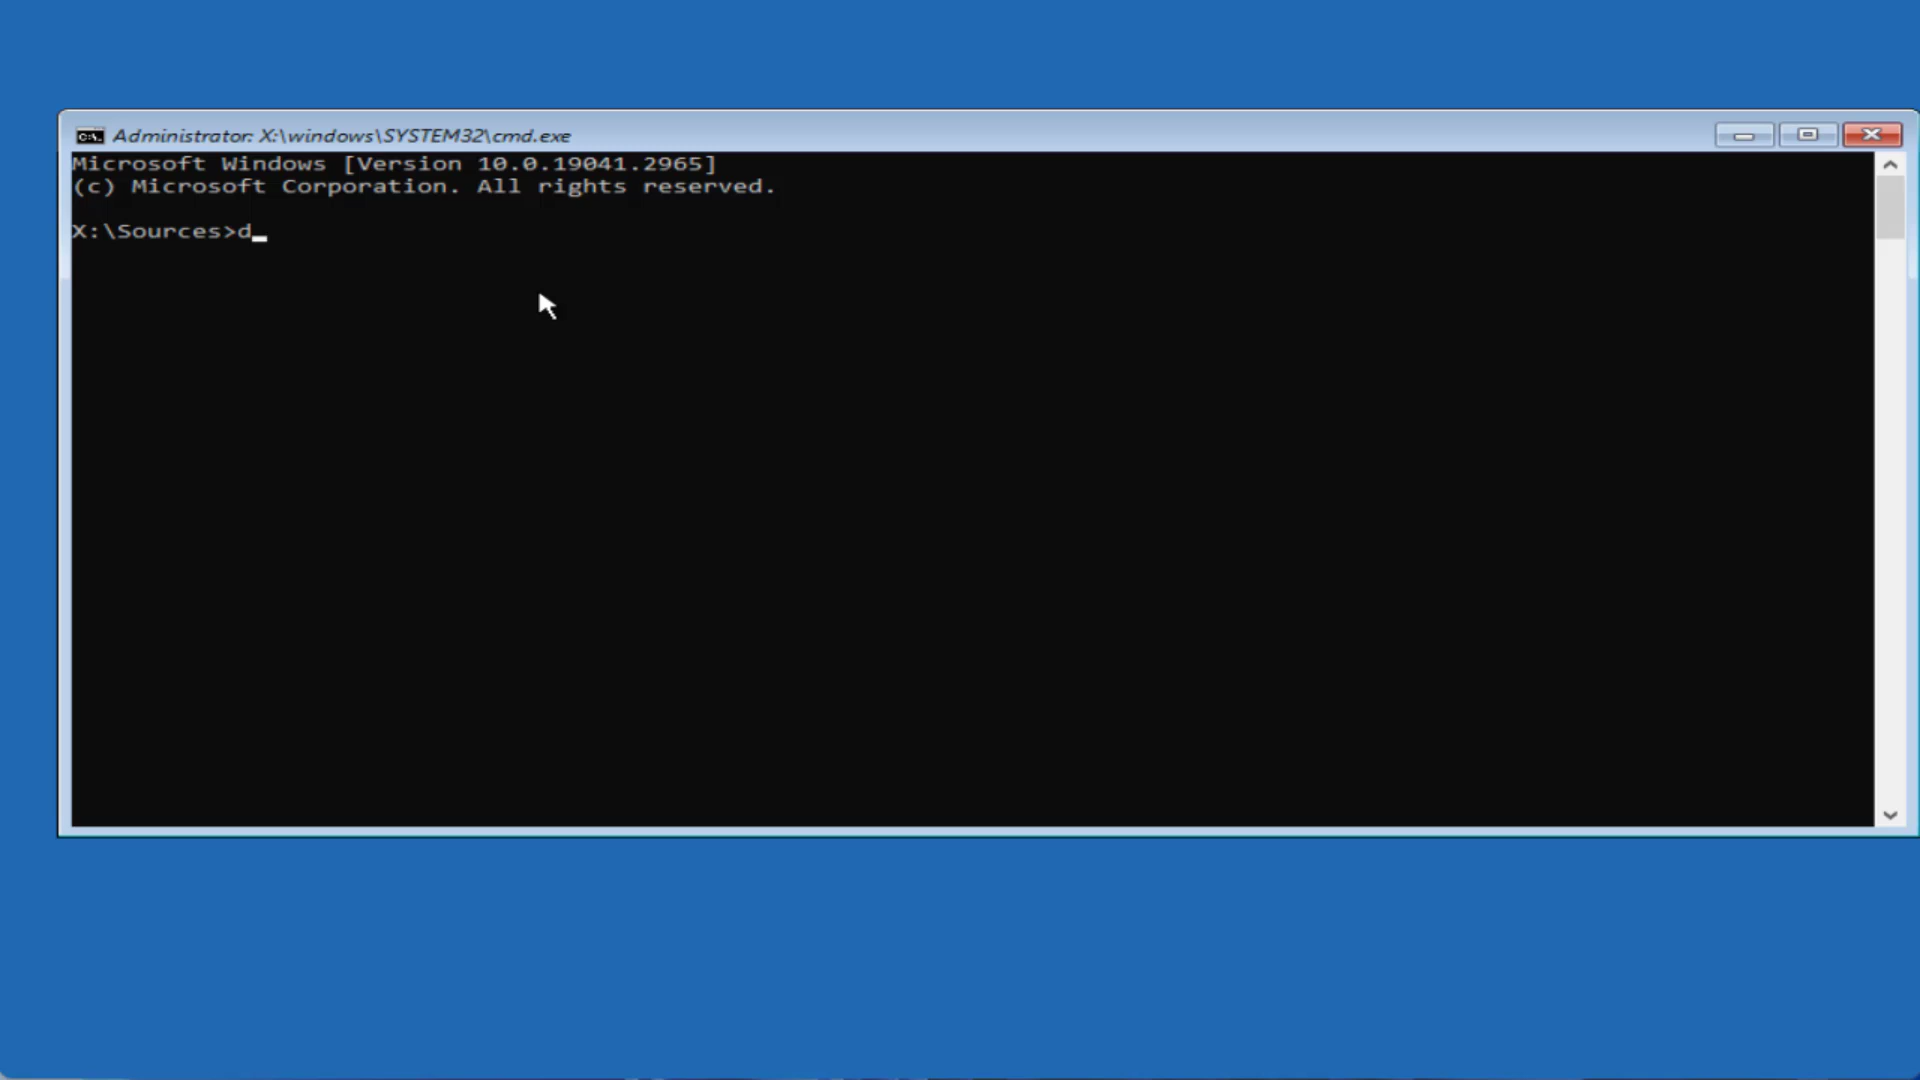 Administrator: X:\windows\SYSTEM32\cmd.exe
Microsoft Windows [Version 10.0.19041.2965]
(c) Microsoft Corporation. All rights reserved.
X:\Sources>d